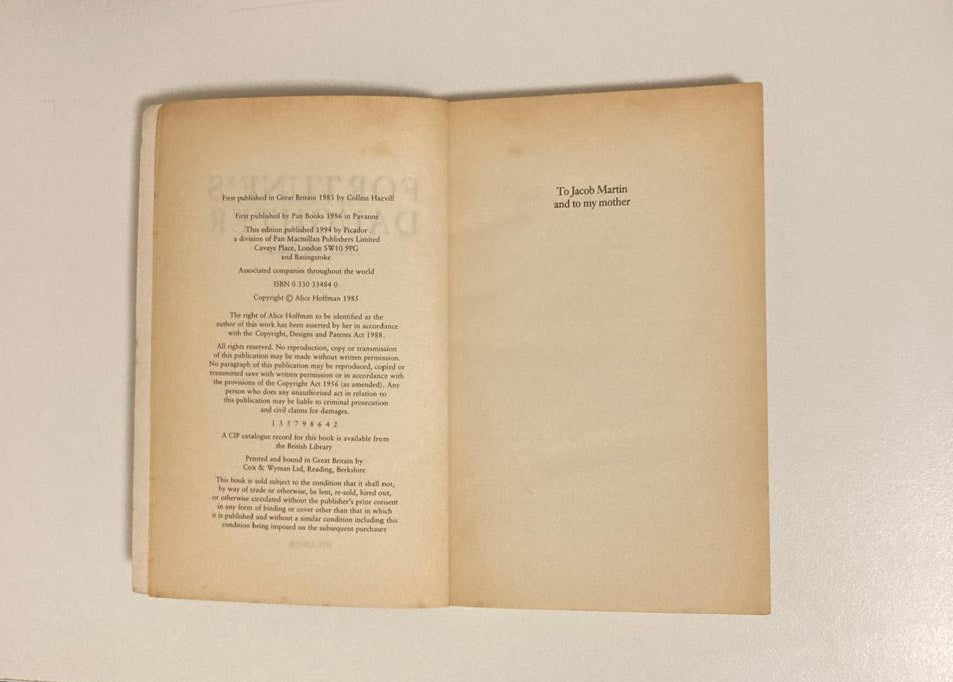 First published in Great Britain 1985 by Collins Harvill
First published by Pan Books 1986 in Pavanne
This edition published 1994 by Picador
a division of Pan Macmillan Publishers Limited
Cavaye Place, London SW10 9PG
and Basingstoke
Associated companies throughout the world
ISBN 0 330 33484 0
Copyright © Alice Hoffman 1985
The right of Alice Hoffman to be identified as the
author of this work has been asserted by her in accordance
with the Copyright, Designs and Patents Act 1988.
All rights reserved. No reproduction, copy or transmission
of this publication may be made without written permission.
No paragraph of this publication may be reproduced, copied or
transmitted save with written permission or in accordance with
the provisions of the Copyright Act 1956 (as amended). Any
person who does any unauthorised act in relation to
this publication may be liable to criminal prosecution
and civil claims for damages.
1 3 5 7 9 8 6 4 2
A CIP catalogue record for this book is available from
the British Library
Printed and bound in Great Britain by
Cox & Wyman Ltd, Reading, Berkshire
This book is sold subject to the condition that it shall not,
by way of trade or otherwise, be lent, re-sold, hired out,
or otherwise circulated without the publisher's prior consent
in any form of binding or cover other than that in which
it is published and without a similar condition including this
condition being imposed on the subsequent purchaser
To Jacob Martin
and to my mother